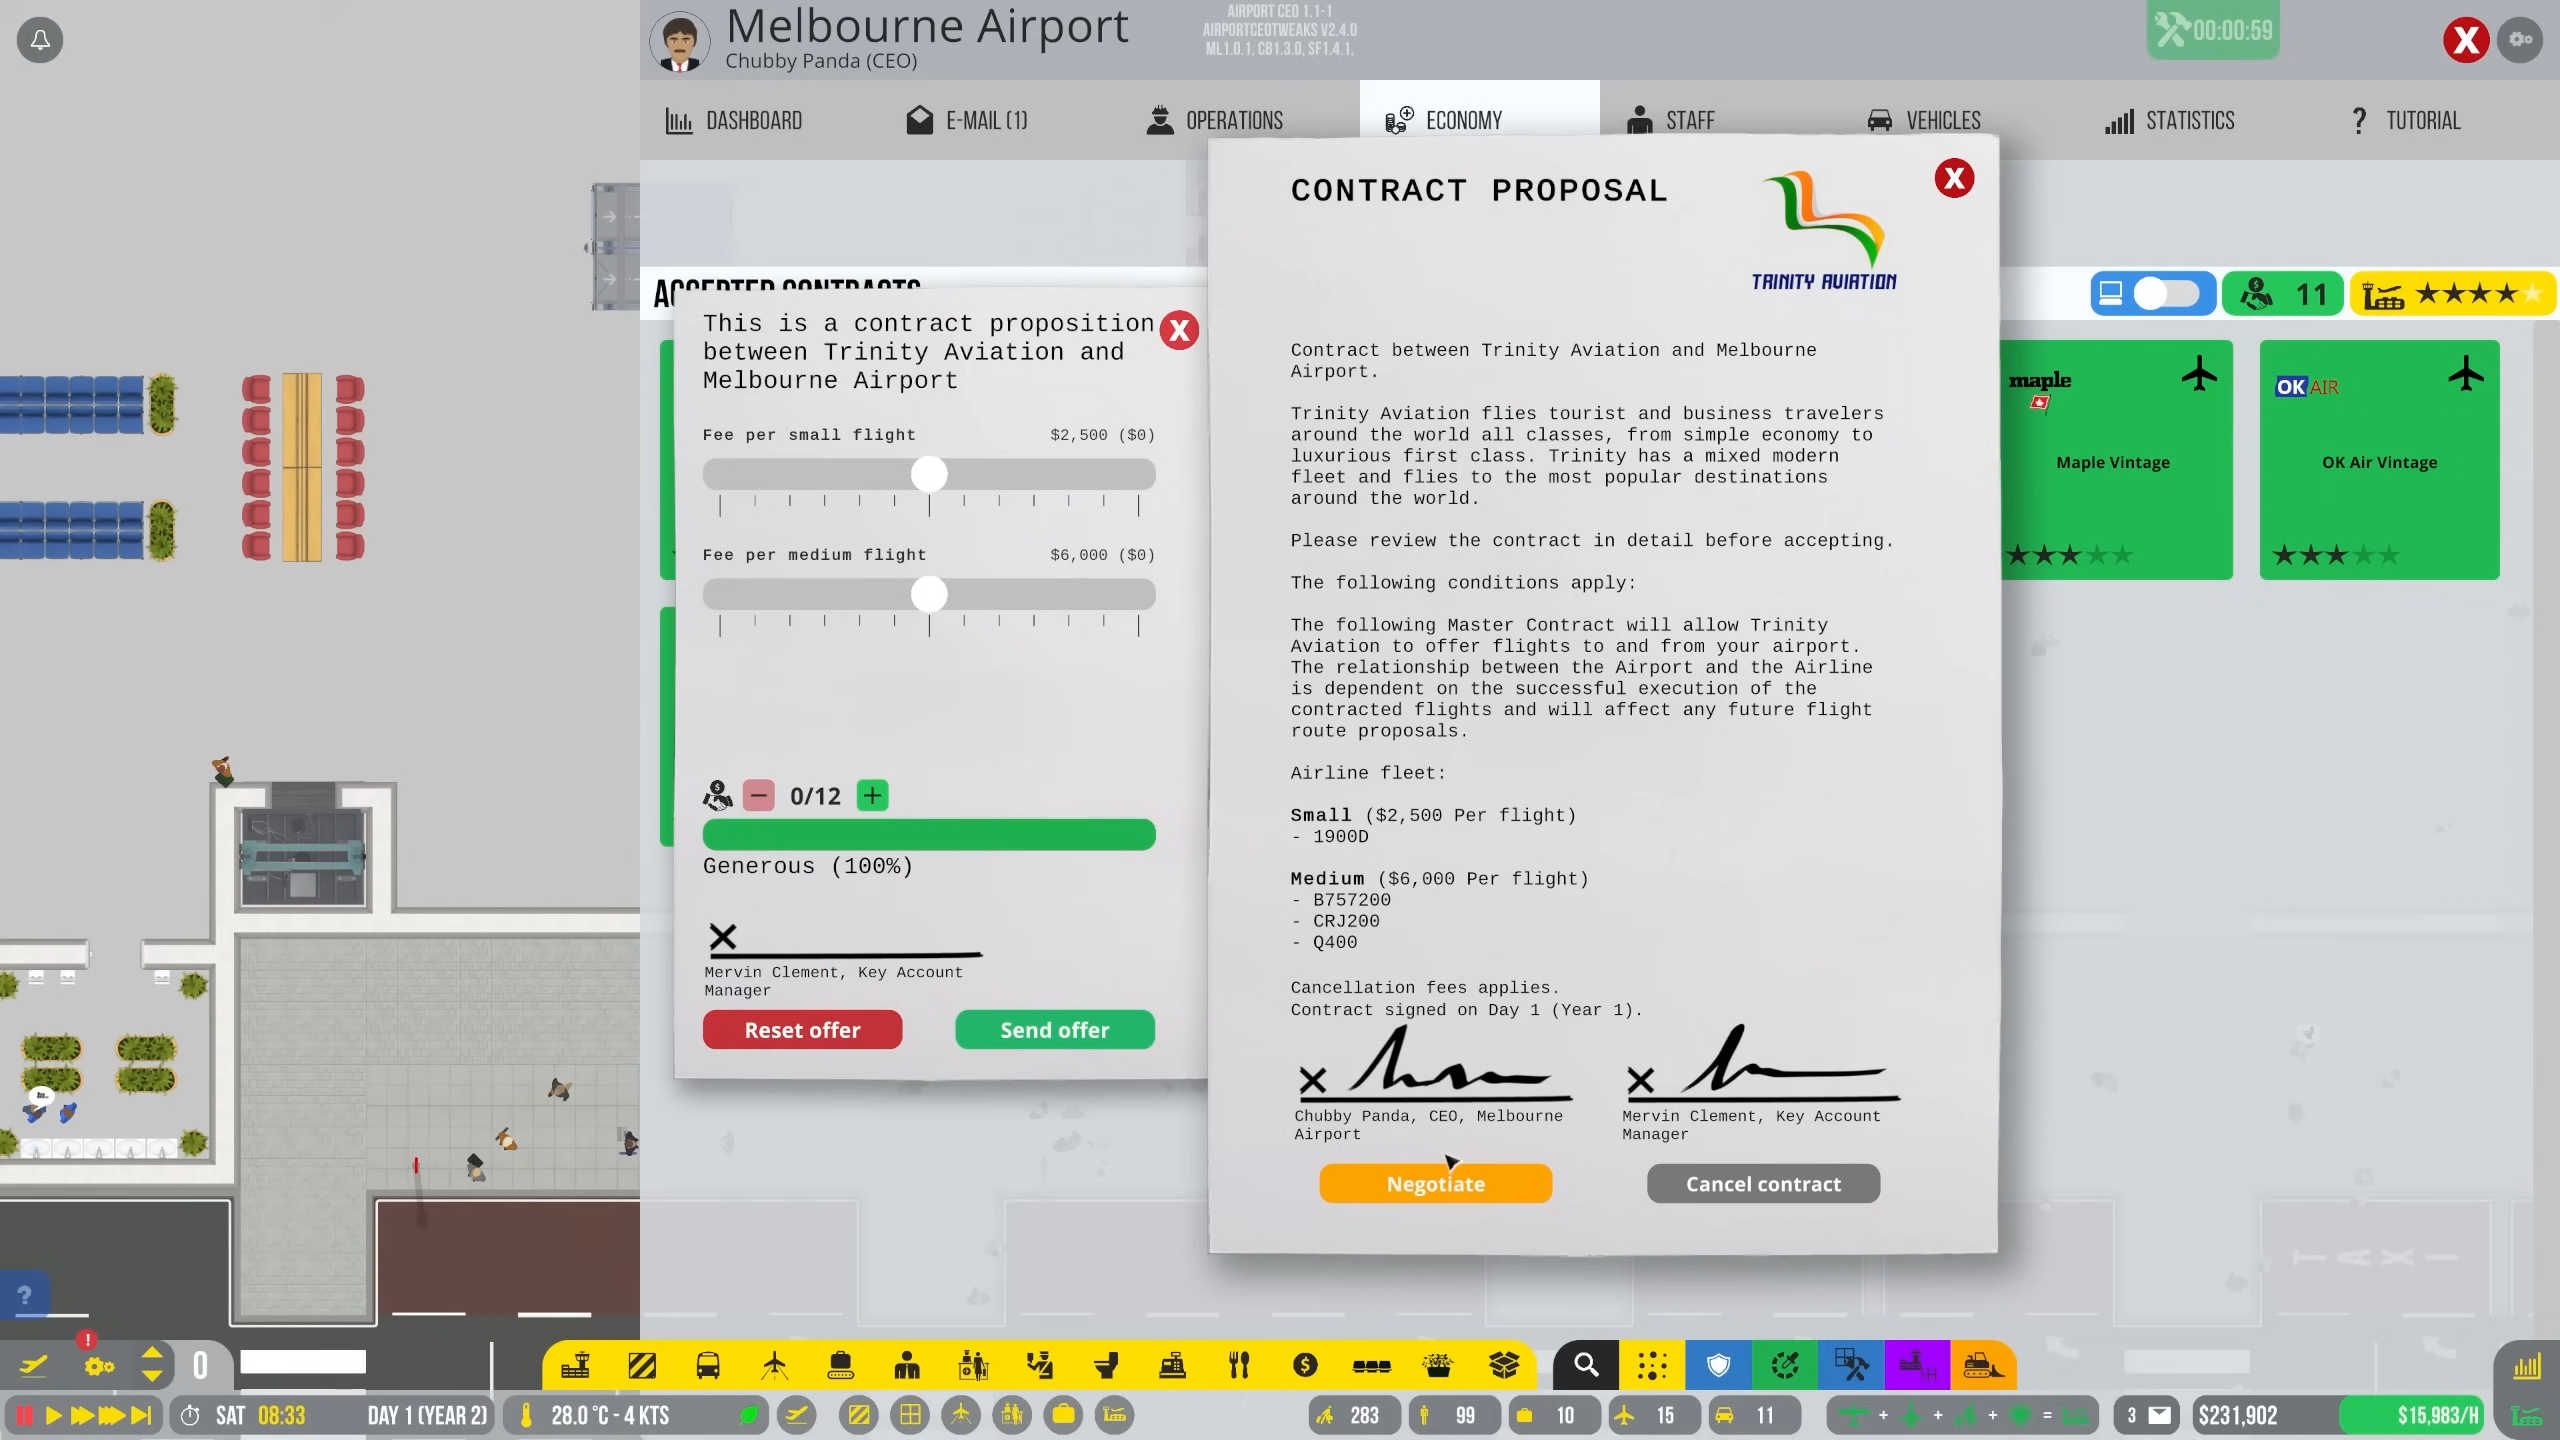 Melbourne Airport
Chubby Panda (CEO)
AIRPORT CEO 1.1-1
AIRPORTCEOTWEAKS V2.4.0
ML1.0.1, CB1.3.0, SF1.4.1,
00:00:59
X
DASHBOARD
E-MAIL (1)
OPERATIONS
ECONOMY
STAFF
VEHICLES
STATISTICS
? TUTORIAL
ACCEPTED CONTRACTS
11
This is a contract proposition
between Trinity Aviation and
Melbourne Airport
X
Fee per small flight $2,500 ($0)
Fee per medium flight $6,000 ($0)
− 0/12 +
Generous (100%)
Mervin Clement, Key Account
Manager
Reset offer
Send offer
CONTRACT PROPOSAL
TRINITY AVIATION
X
Contract between Trinity Aviation and Melbourne
Airport.
Trinity Aviation flies tourist and business travelers
around the world all classes, from simple economy to
luxurious first class. Trinity has a mixed modern
fleet and flies to the most popular destinations
around the world.
Please review the contract in detail before accepting.
The following conditions apply:
The following Master Contract will allow Trinity
Aviation to offer flights to and from your airport.
The relationship between the Airport and the Airline
is dependent on the successful execution of the
contracted flights and will affect any future flight
route proposals.
Airline fleet:
Small ($2,500 Per flight)
- 1900D
Medium ($6,000 Per flight)
- B757200
- CRJ200
- Q400
Cancellation fees applies.
Contract signed on Day 1 (Year 1).
Chubby Panda, CEO, Melbourne
Airport
Mervin Clement, Key Account
Manager
Negotiate
Cancel contract
maple
Maple Vintage
OK AIR
OK Air Vintage
TAXI
?
!
0
SAT 08:33 DAY 1 (YEAR 2)
28.0 °C - 4 KTS
283
99
10
15
11
+ + + =
3
$231,902
$15,983/H